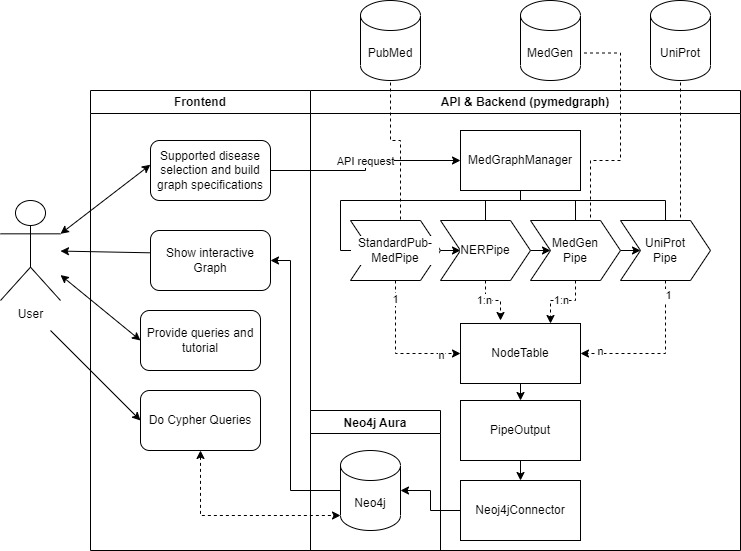 PubMed
MedGen
UniProt
Frontend
API & Backend (pymedgraph)
Supported disease
selection and build
graph specifications
API request
MedGraphManager
Show interactive
Graph
StandardPub-
MedPipe
NERPipe
MedGen
Pipe
UniProt
Pipe
User
1
1:n
1:n
1
Provide queries and
tutorial
n
NodeTable
n
Do Cypher Queries
Neo4j Aura
PipeOutput
Neo4j
Neoj4jConnector